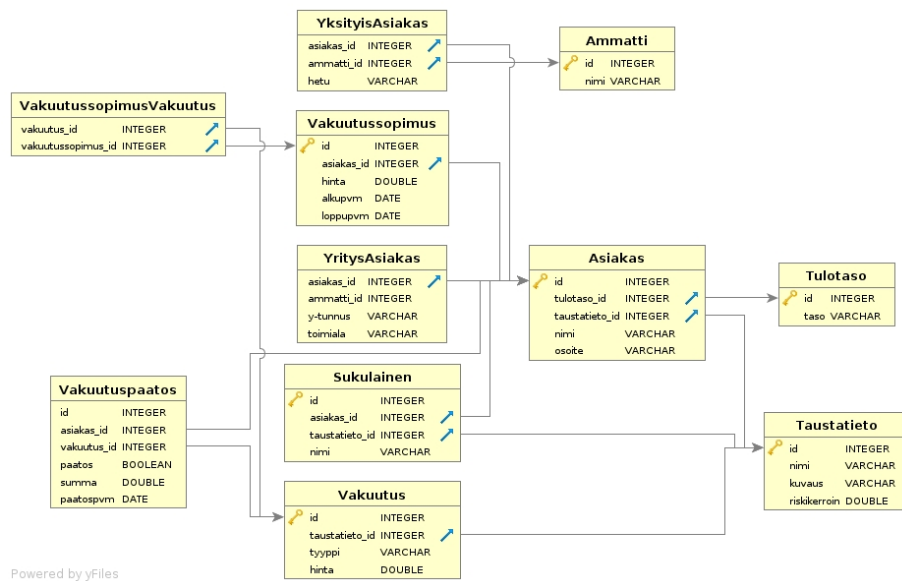 YksityisAsiakas
asiakas_id INTEGER
ammatti_id INTEGER
hetu VARCHAR
Ammatti
id INTEGER
nimi VARCHAR
VakuutussopimusVakuutus
vakuutus_id INTEGER
vakuutussopimus_id INTEGER
Vakuutussopimus
id INTEGER
asiakas_id INTEGER
hinta DOUBLE
alkupvm DATE
loppupvm DATE
YritysAsiakas
asiakas_id INTEGER
ammatti_id INTEGER
y-tunnus VARCHAR
toimiala VARCHAR
Asiakas
id INTEGER
tulotaso_id INTEGER
taustatieto_id INTEGER
nimi VARCHAR
osoite VARCHAR
Tulotaso
id INTEGER
taso VARCHAR
Vakuutuspaatos
id INTEGER
asiakas_id INTEGER
vakuutus_id INTEGER
paatos BOOLEAN
summa DOUBLE
paatospvm DATE
Sukulainen
id INTEGER
asiakas_id INTEGER
taustatieto_id INTEGER
nimi VARCHAR
Taustatieto
id INTEGER
nimi VARCHAR
kuvaus VARCHAR
riskikerroin DOUBLE
Vakuutus
id INTEGER
taustatieto_id INTEGER
tyyppi VARCHAR
hinta DOUBLE
Powered by yFiles